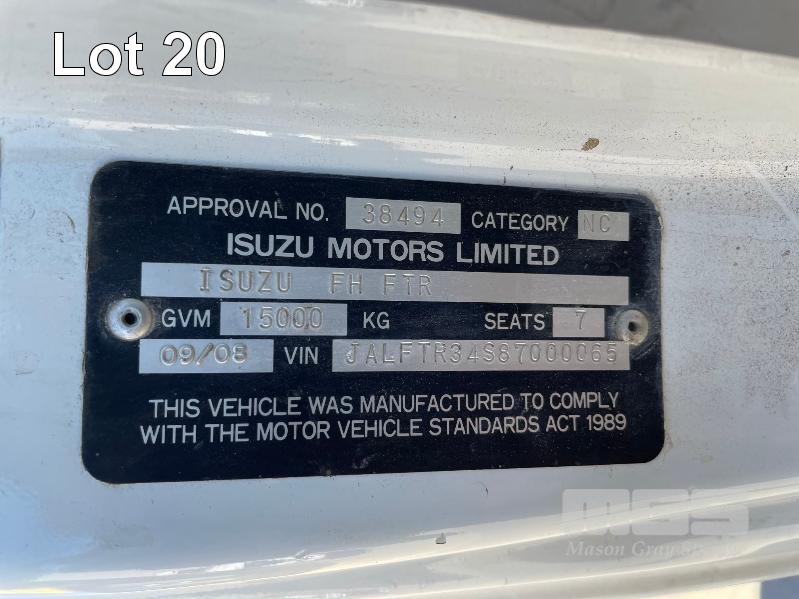 Lot 20
APPROVAL NO. 38494 CATEGORY NC
ISUZU MOTORS LIMITED
ISUZU FH FTR
GVM 15000 KG SEATS 7
09/08 VIN JALFTR34S87000065
THIS VEHICLE WAS MANUFACTURED TO COMPLY
WITH THE MOTOR VEHICLE STANDARDS ACT 1989
MGS
Mason Gray